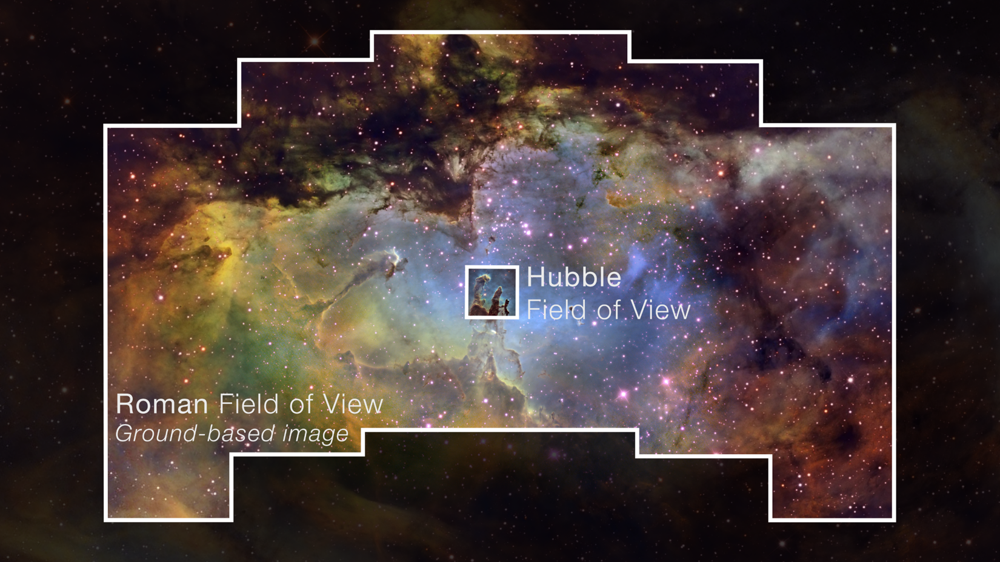 Hubble
Field of View
Roman Field of View
Ground-based image